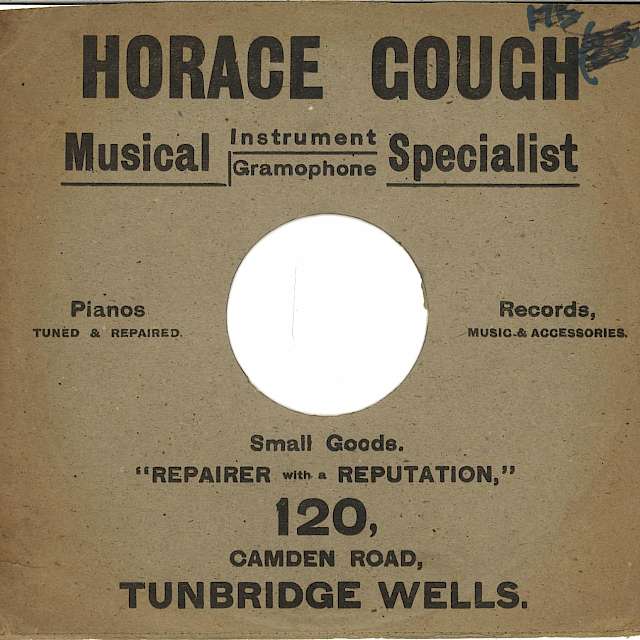 HORACE GOUGH
Musical Instrument Gramophone Specialist
Pianos
TUNED & REPAIRED.
Records,
MUSIC & ACCESSORIES.
Small Goods.
"REPAIRER with a REPUTATION,"
120,
CAMDEN ROAD,
TUNBRIDGE WELLS.